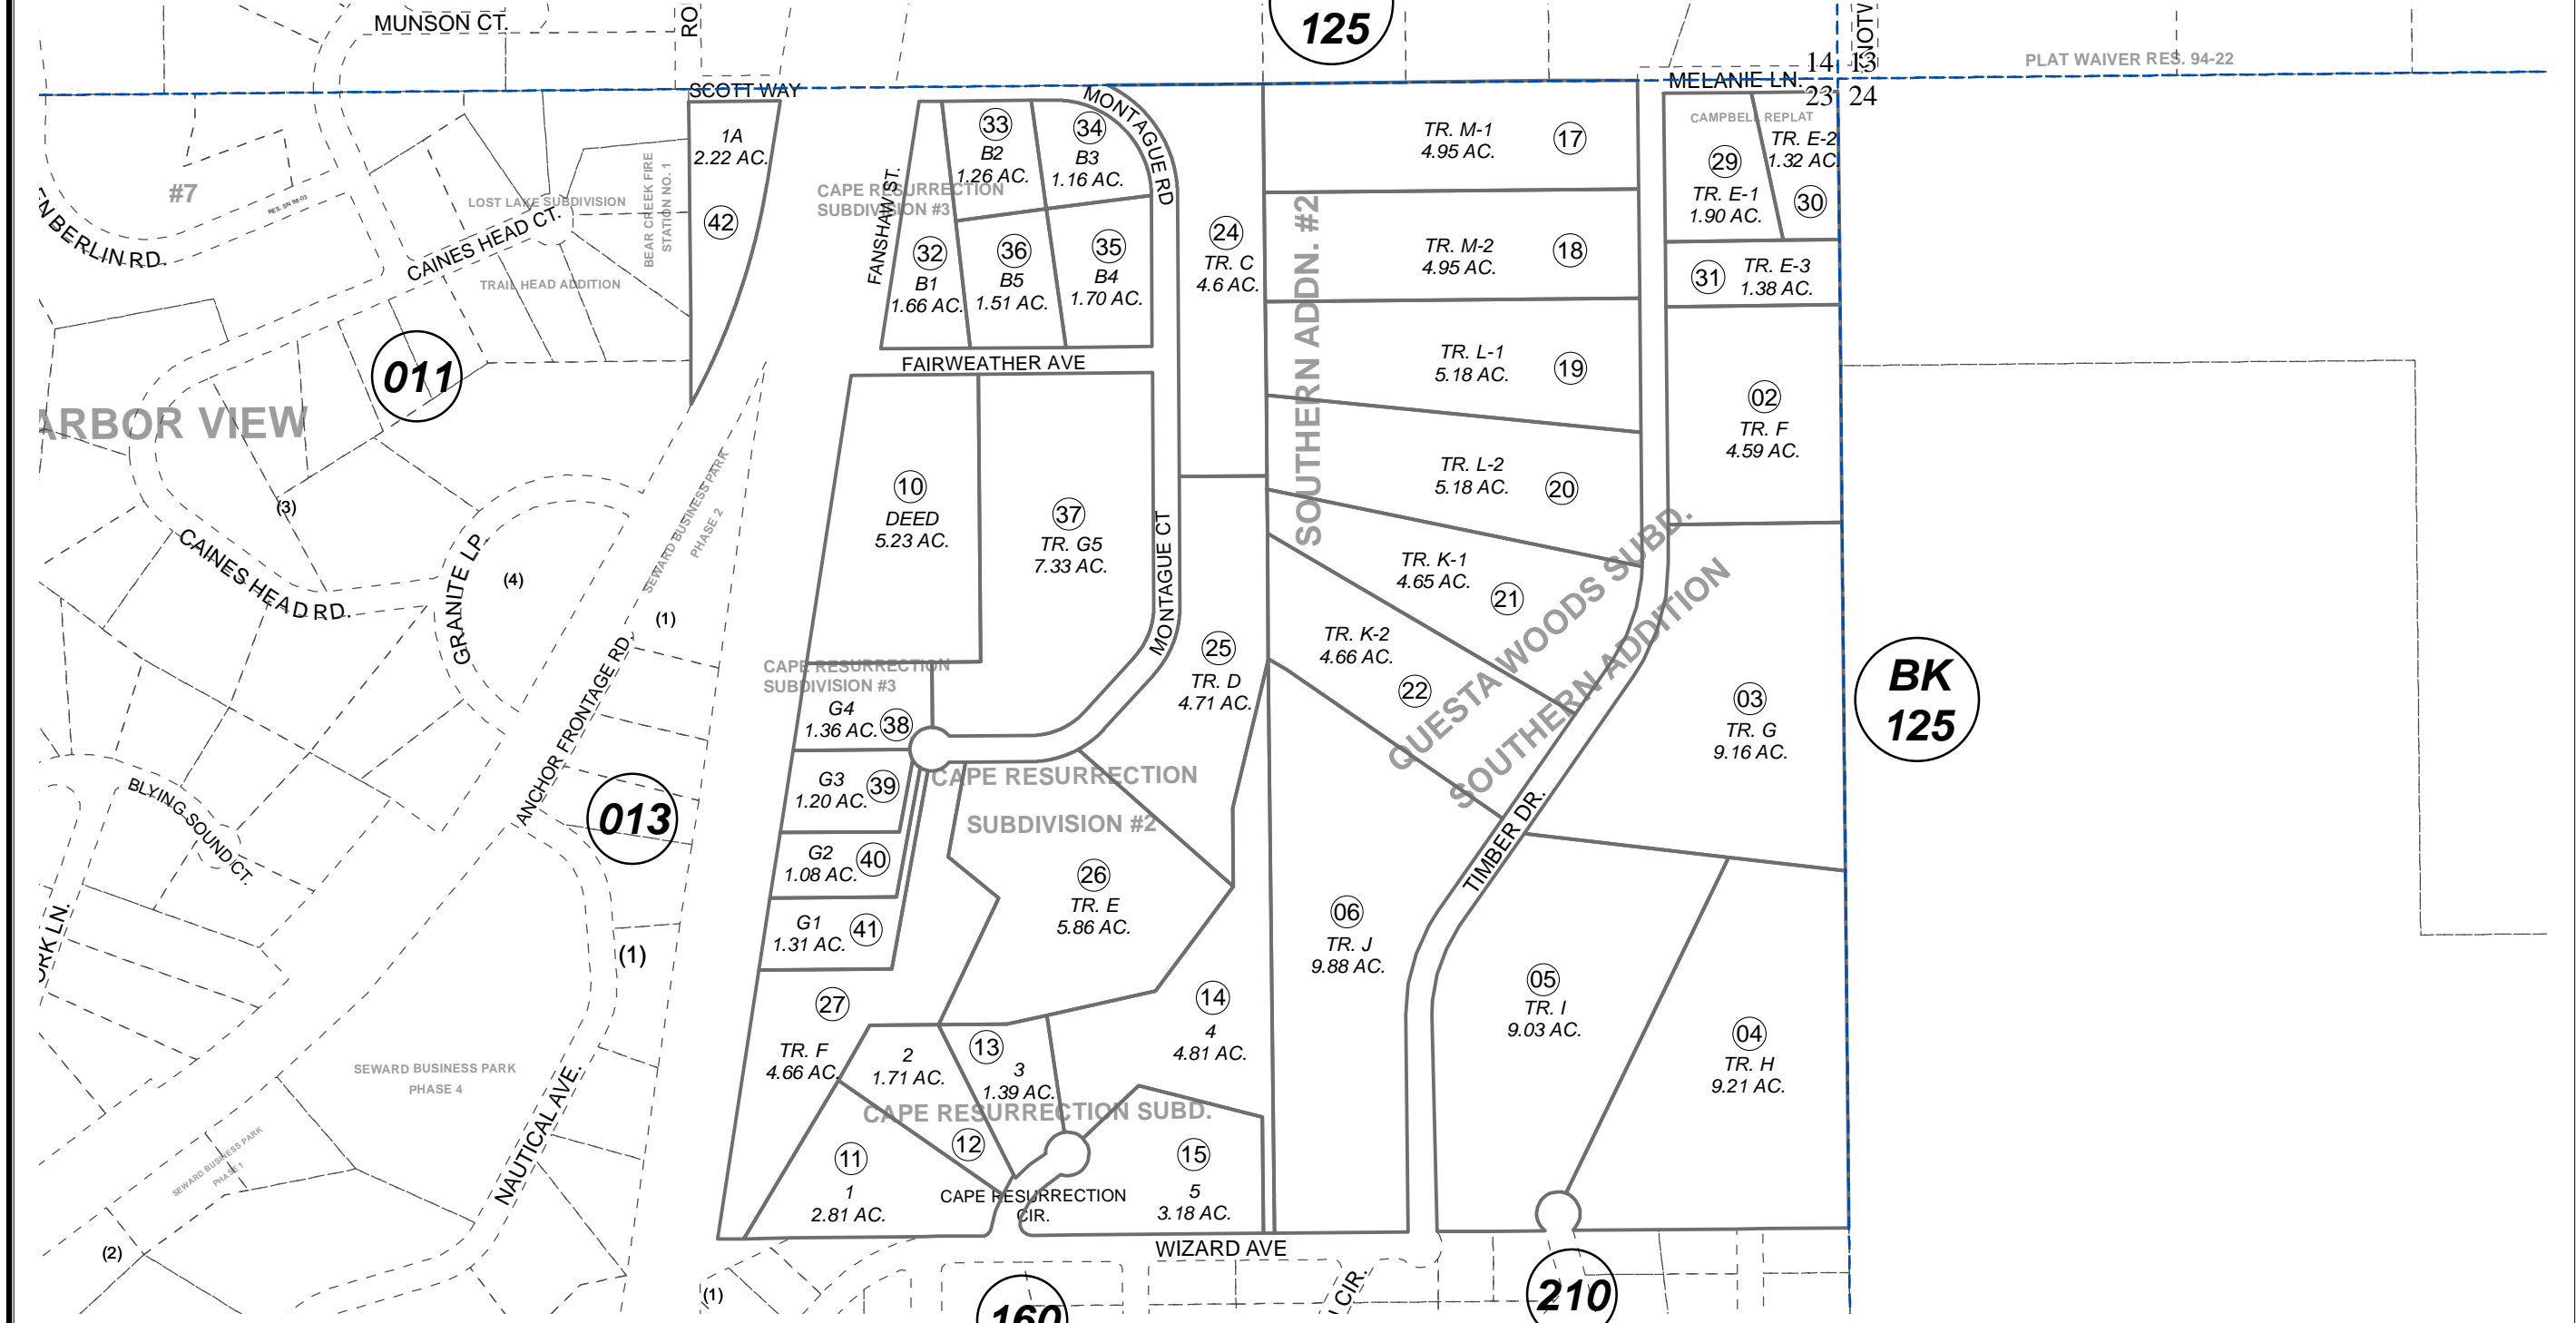 MUNSON CT.
RO
125
14 13
PLAT WAIVER RES. 94-22
SCOTT WAY
MELANIE LN.
23 24
MONTAGUE RD
1A
2.22 AC.
42
33
B2
1.26 AC.
34
B3
1.16 AC.
TR. M-1
4.95 AC.
17
CAMPBELL REPLAT
TR. E-2
1.32 AC.
30
29
TR. E-1
1.90 AC.
#7
RES. SN 98-03
LOST LAKE SUBDIVISION
BEAR CREEK FIRE
STATION NO. 1
CAPE RESURRECTION
SUBDIVISION #3
FANSHAW ST.
BERLIN RD.
CAINES HEAD CT.
TRAIL HEAD ADDITION
32
B1
1.66 AC.
36
B5
1.51 AC.
35
B4
1.70 AC.
24
TR. C
4.6 AC.
SOUTHERN ADDN. #2
TR. M-2
4.95 AC.
18
31
TR. E-3
1.38 AC.
FAIRWEATHER AVE
011
TR. L-1
5.18 AC.
19
02
TR. F
4.59 AC.
ARBOR VIEW
SEWARD BUSINESS PARK
PHASE 2
10
DEED
5.23 AC.
37
TR. G5
7.33 AC.
MONTAGUE CT
TR. L-2
5.18 AC.
20
(3)
CAINES HEAD RD.
GRANITE LP.
(4)
(1)
TR. K-1
4.65 AC.
21
QUESTA WOODS SUBD.
SOUTHERN ADDITION
TR. K-2
4.66 AC.
22
25
TR. D
4.71 AC.
03
TR. G
9.16 AC.
BK
125
ANCHOR FRONTAGE RD.
CAPE RESURRECTION
SUBDIVISION #3
G4
1.36 AC.
38
G3
1.20 AC.
39
CAPE RESURRECTION
SUBDIVISION #2
BLYING SOUND CT.
013
G2
1.08 AC.
40
TIMBER DR.
26
TR. E
5.86 AC.
G1
1.31 AC.
41
06
TR. J
9.88 AC.
LN.
(1)
27
TR. F
4.66 AC.
05
TR. I
9.03 AC.
14
4
4.81 AC.
04
TR. H
9.21 AC.
2
1.71 AC.
13
3
1.39 AC.
SEWARD BUSINESS PARK
PHASE 4
NAUTICAL AVE.
CAPE RESURRECTION SUBD.
SEWARD BUSINESS PARK
PHASE 1
12
11
1
2.81 AC.
15
5
3.18 AC.
CAPE RESURRECTION
CIR.
WIZARD AVE
(2)
(1)
CIR.
160
210